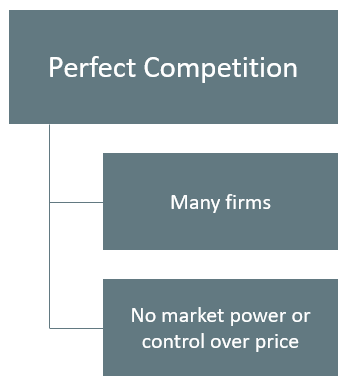 Perfect Competition
Many firms
No market power or
control over price